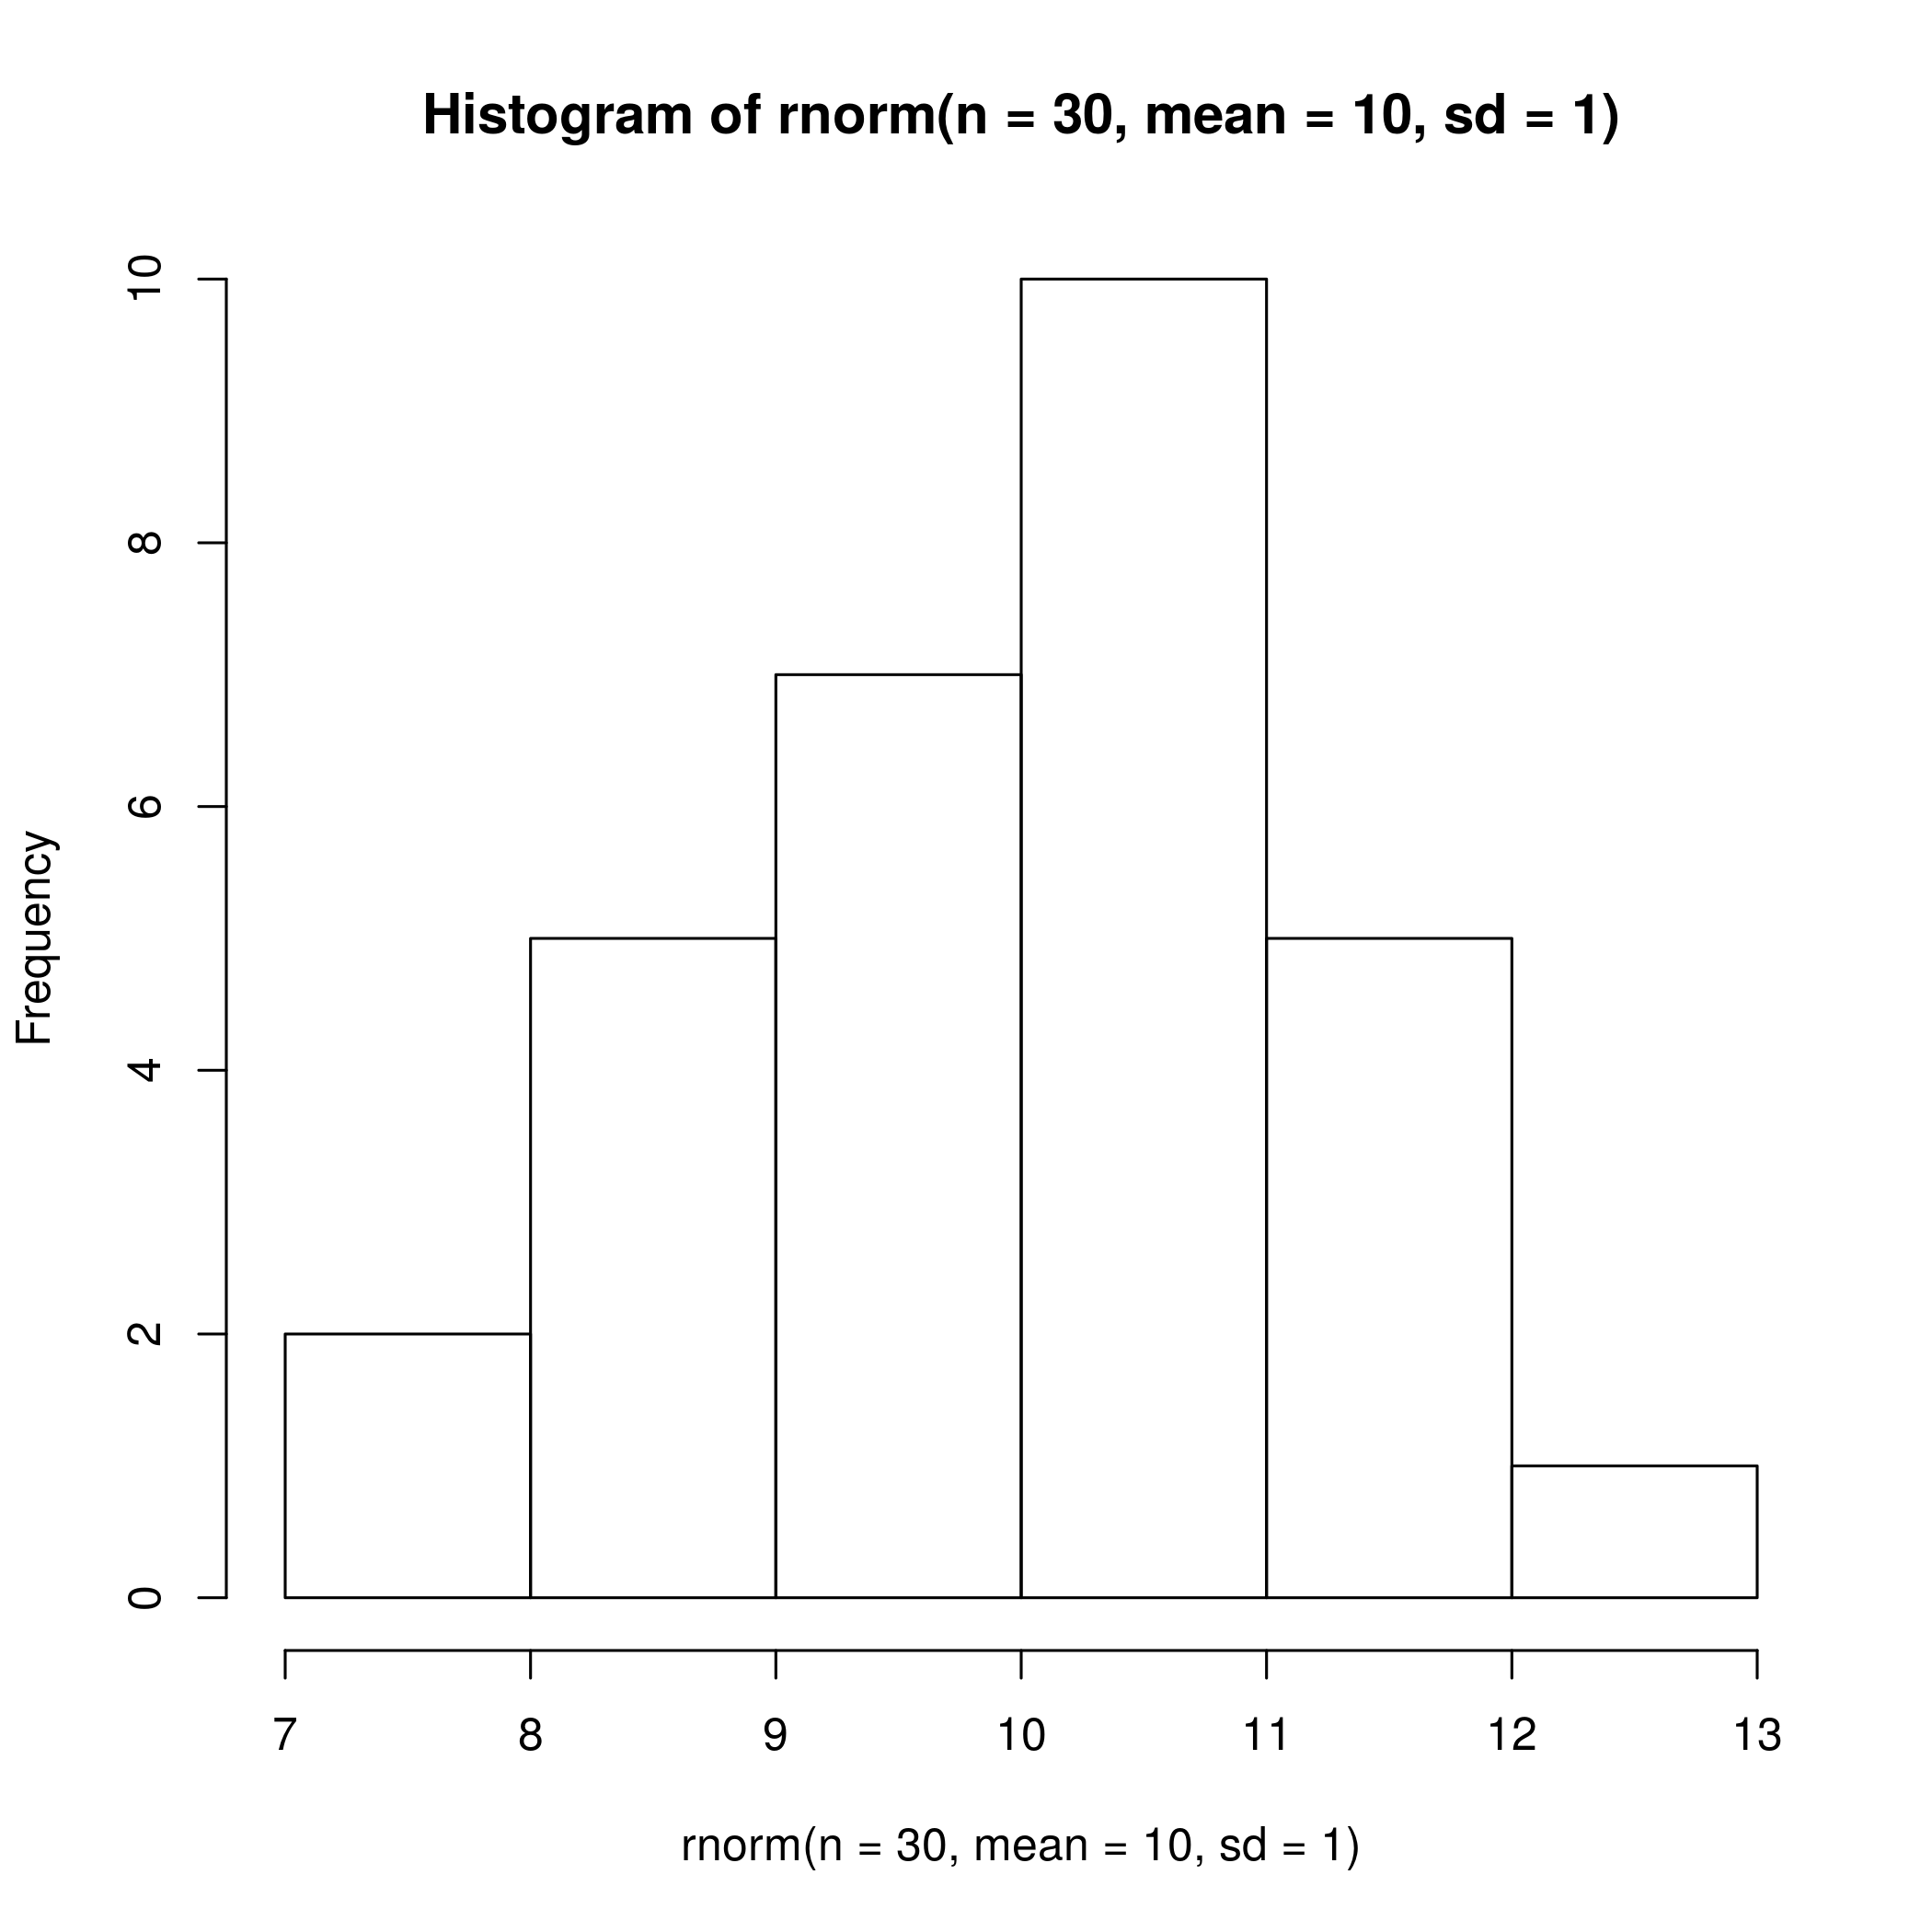 Histogram of rnorm(n = 30, mean = 10, sd = 1)
Frequency
10
8
6
4
2
0
7 8 9 10 11 12 13
rnorm(n = 30, mean = 10, sd = 1)